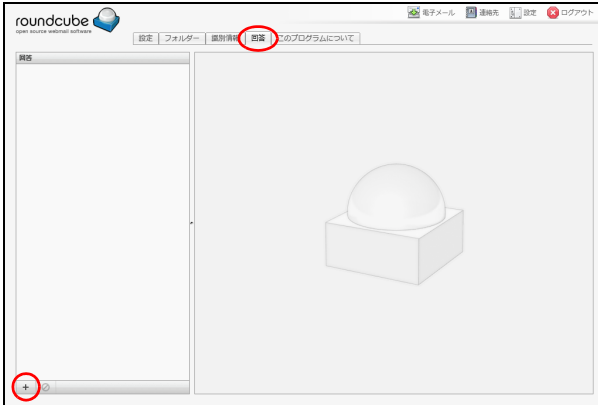 roundcube
open source webmail software
電子メール 連絡先 設定 ログアウト
設定 フォルダー 識別情報 回答 このプログラムについて
回答
+